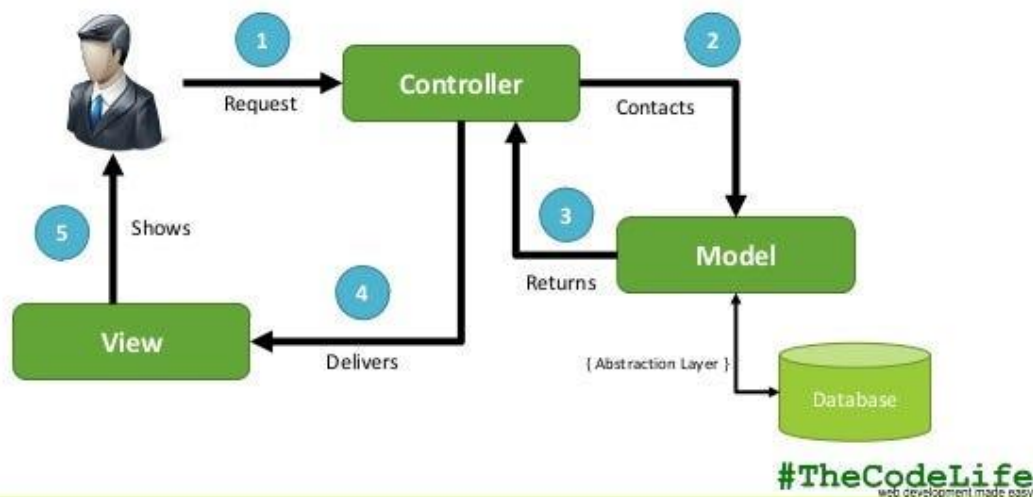 1
2
Controller
Request
Contacts
3
5
Shows
Model
Returns
4
View
Delivers
{ Abstraction Layer }
Database
#TheCodeLife
web development made easy